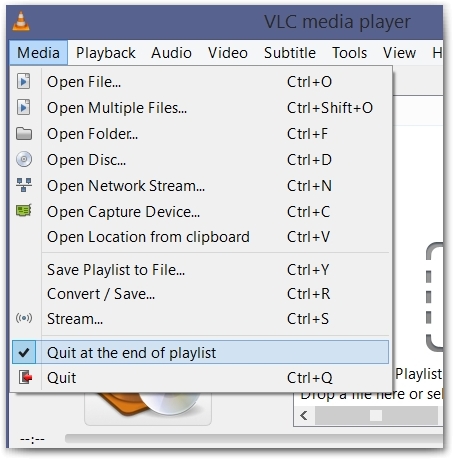 VLC media player
Media Playback Audio Video Subtitle Tools View H
Open File... Ctrl+O
Open Multiple Files... Ctrl+Shift+O
Open Folder... Ctrl+F
Open Disc... Ctrl+D
Open Network Stream... Ctrl+N
Open Capture Device... Ctrl+C
Open Location from clipboard Ctrl+V
Save Playlist to File... Ctrl+Y
Convert / Save... Ctrl+R
Stream... Ctrl+S
Quit at the end of playlist
Quit Ctrl+Q
Playlist
Drop a file here or sel
--:--